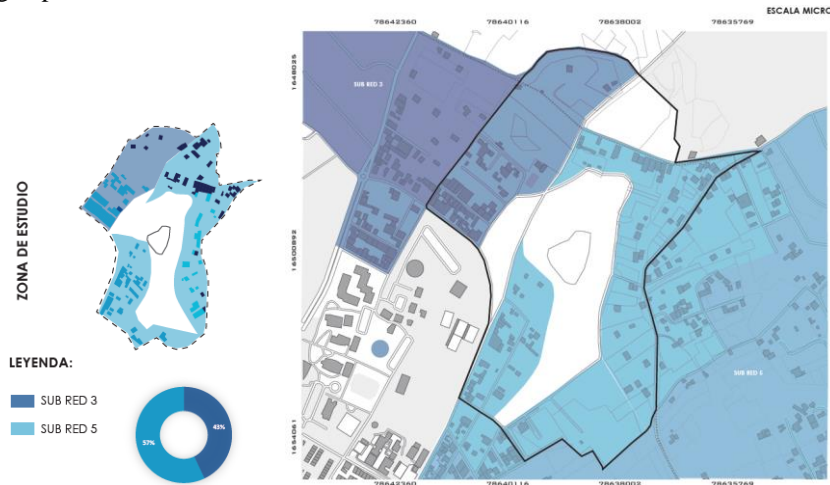 ESCALA MICRO
78642360 78640116 78638002 78635769
1648025
16500892
1654061
SUB RED 3
SUB RED 5
78642360 78640116 78638002 78635769
ZONA DE ESTUDIO
LEYENDA:
SUB RED 3
SUB RED 5
57%
43%